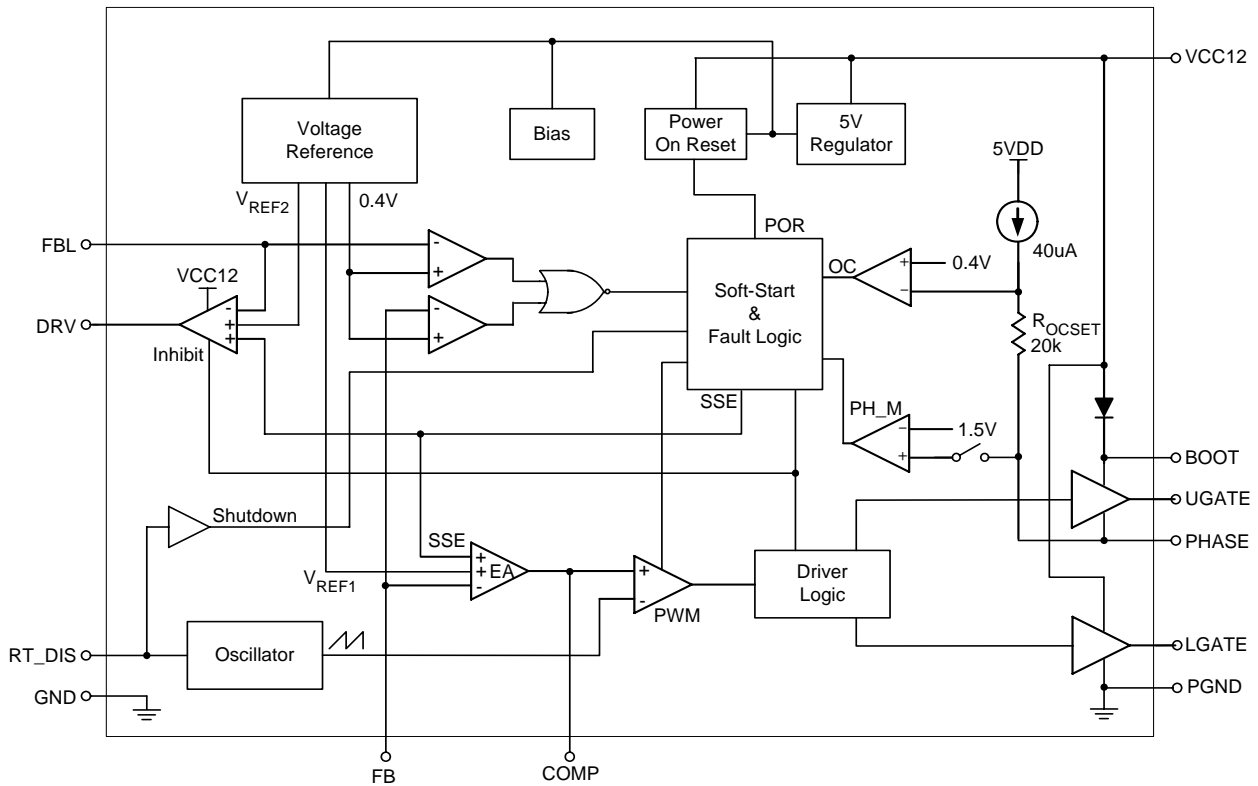 VCC12
Voltage
Reference
Bias
Power
On Reset
5V
Regulator
5VDD
VREF2
0.4V
POR
40uA
FBL
VCC12
OC
+
0.4V
-
Soft-Start
&
Fault Logic
ROCSET
20k
-
+
-
+
DRV
-
+
+
Inhibit
SSE
PH_M
-
1.5V
+
BOOT
UGATE
Shutdown
PHASE
SSE
+
+
EA
-
VREF1
+
-
PWM
Driver
Logic
RT_DIS
Oscillator
LGATE
GND
PGND
FB
COMP